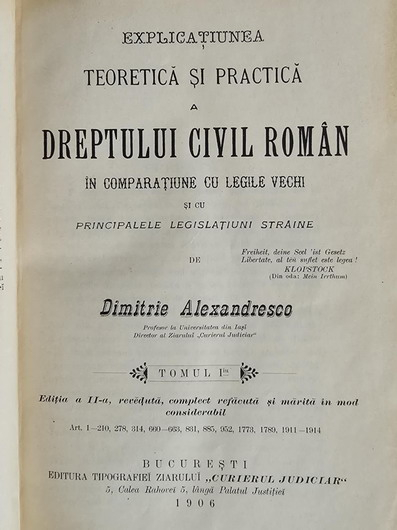 EXPLICAȚIUNEA
TEORETICĂ ȘI PRACTICĂ
A
DREPTULUI CIVIL ROMÂN
ÎN COMPARAȚIUNE CU LEGILE VECHI
ȘI CU
PRINCIPALELE LEGISLAȚIUNI STRĂINE
Freiheit, deine Seel 'ist Gesetz
Libertate, al tĕu suflet este legea!
KLOPSTOCK
(Din oda: Mein Irrthum)
DE
Dimitrie Alexandresco
Profesor la Universitatea din Iași
Director al Ziarului „Curierul Judiciar"
TOMUL Iiu
Ediția a II-a, revĕdută, complect refăcută și mărită în mod
considerabil
Art. 1—210, 278, 314, 660—663, 831, 885, 952, 1773, 1789, 1911—1914
BUCUREȘTI
EDITURA TIPOGRAFIEI ZIARULUI „CURIERUL JUDICIAR"
5, Calea Rahovei 5, lângă Palatul Justiției
1906